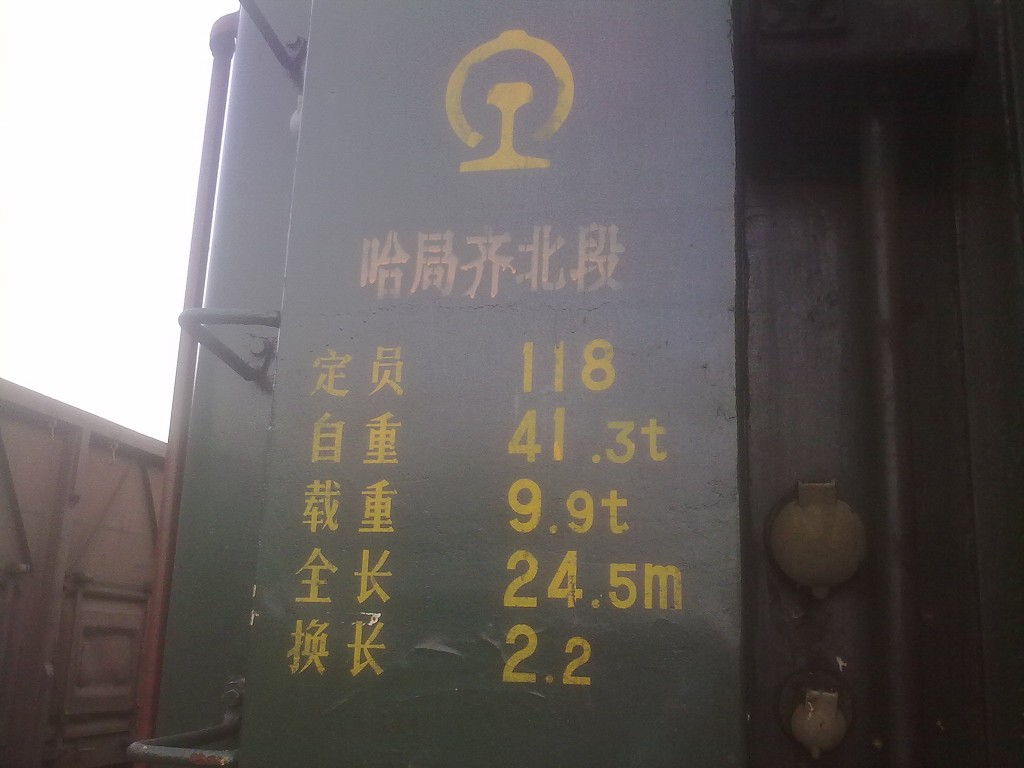 哈局齐北段
定员 118
自重 41.3t
载重 9.9t
全长 24.5m
换长 2.2